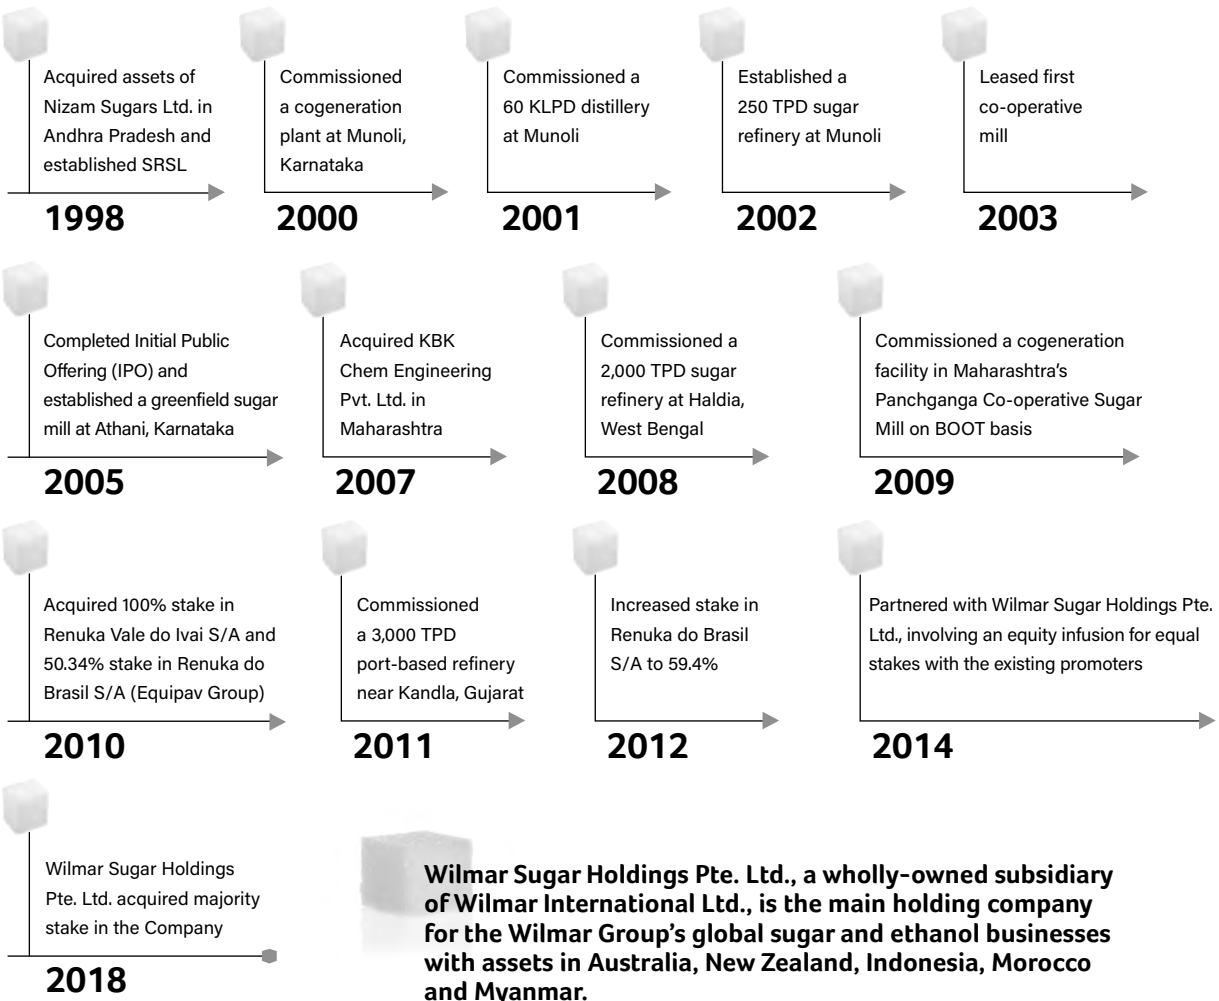 Acquired assets of
Nizam Sugars Ltd. in
Andhra Pradesh and
established SRSL
1998
Commissioned
a cogeneration
plant at Munoli,
Karnataka
2000
Commissioned a
60 KLPD distillery
at Munoli
2001
Established a
250 TPD sugar
refinery at Munoli
2002
Leased first
co-operative
mill
2003
Completed Initial Public
Offering (IPO) and
established a greenfield sugar
mill at Athani, Karnataka
2005
Acquired KBK
Chem Engineering
Pvt. Ltd. in
Maharashtra
2007
Commissioned a
2,000 TPD sugar
refinery at Haldia,
West Bengal
2008
Commissioned a cogeneration
facility in Maharashtra's
Panchganga Co-operative Sugar
Mill on BOOT basis
2009
Acquired 100% stake in
Renuka Vale do Ivai S/A and
50.34% stake in Renuka do
Brasil S/A (Equipav Group)
2010
Commissioned
a 3,000 TPD
port-based refinery
near Kandla, Gujarat
2011
Increased stake in
Renuka do Brasil
S/A to 59.4%
2012
Partnered with Wilmar Sugar Holdings Pte.
Ltd., involving an equity infusion for equal
stakes with the existing promoters
2014
Wilmar Sugar Holdings
Pte. Ltd. acquired majority
stake in the Company
2018
Wilmar Sugar Holdings Pte. Ltd., a wholly-owned subsidiary
of Wilmar International Ltd., is the main holding company
for the Wilmar Group's global sugar and ethanol businesses
with assets in Australia, New Zealand, Indonesia, Morocco
and Myanmar.